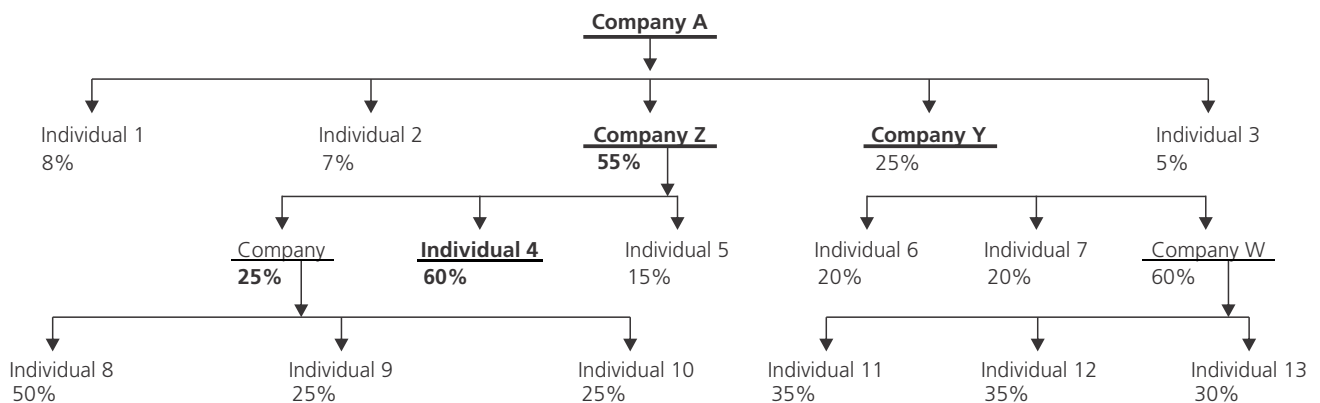 Company A
Individual 1 Individual 2 Company Z Company Y Individual 3
8% 7% 55% 25% 5%
Company Individual 4 Individual 5 Individual 6 Individual 7 Company W
25% 60% 15% 20% 20% 60%
Individual 8 Individual 9 Individual 10 Individual 11 Individual 12 Individual 13
50% 25% 25% 35% 35% 30%